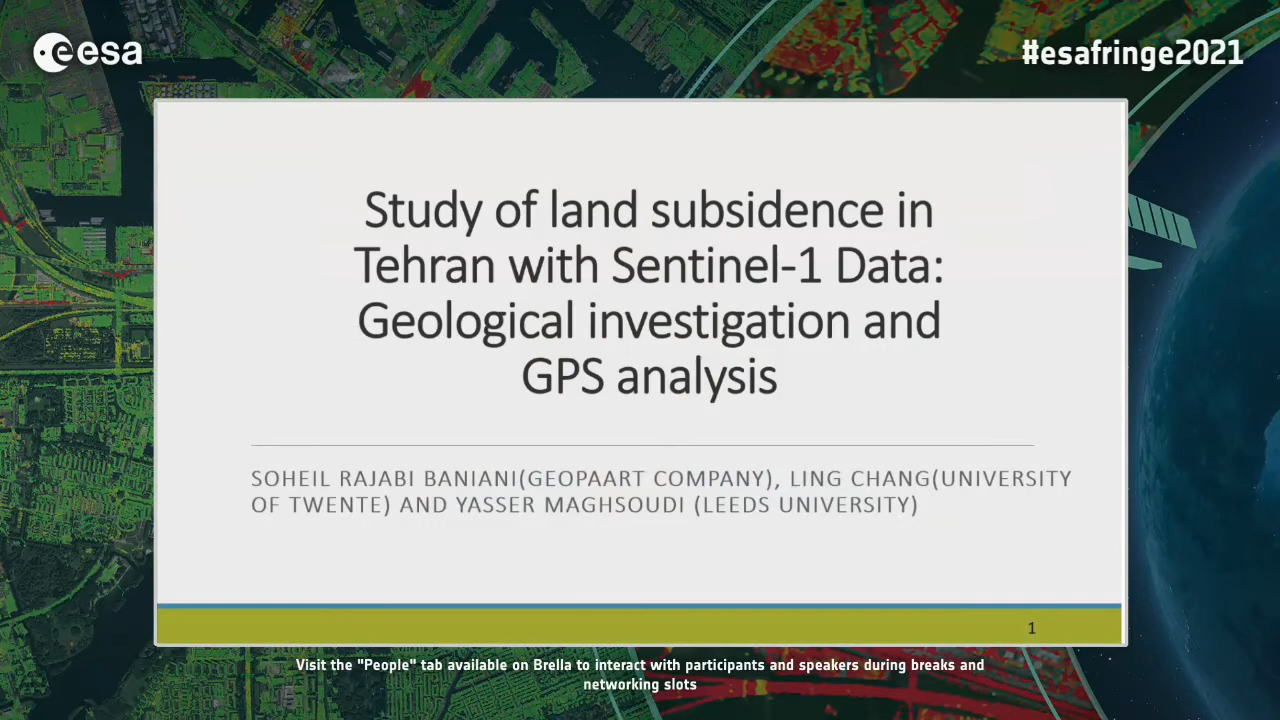 esa
#esafringe2021
Study of land subsidence in
Tehran with Sentinel-1 Data:
Geological investigation and
GPS analysis
SOHEIL RAJABI BANIANI(GEOPAART COMPANY), LING CHANG(UNIVERSITY
OF TWENTE) AND YASSER MAGHSOUDI (LEEDS UNIVERSITY)
1
Visit the "People" tab available on Brella to interact with participants and speakers during breaks and
networking slots